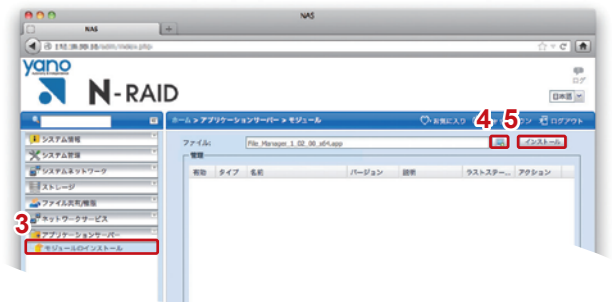 NAS
NAS
yano
N-RAID
ログ
日本語
ホーム > アプリケーションサーバー > モジュール
お気に入り
ログアウト
4
5
システム情報
システム管理
システムネットワーク
ストレージ
ファイル共有/権限
ネットワークサービス
アプリケーションサーバー
3
モジュールのインストール
ファイル:
File_Manager_1_02_00_x64.app
インストール
管理
有効 タイプ 名前 バージョン 説明 ラストステー... アクション